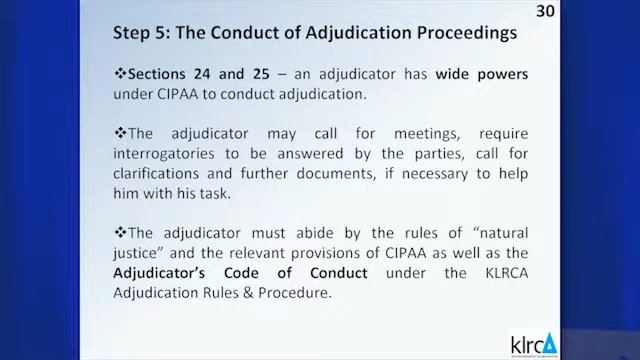 30
Step 5: The Conduct of Adjudication Proceedings
❖Sections 24 and 25 – an adjudicator has wide powers
under CIPAA to conduct adjudication.
❖The adjudicator may call for meetings, require
interrogatories to be answered by the parties, call for
clarifications and further documents, if necessary to help
him with his task.
❖The adjudicator must abide by the rules of “natural
justice” and the relevant provisions of CIPAA as well as the
Adjudicator’s Code of Conduct under the KLRCA
Adjudication Rules & Procedure.
klrcA